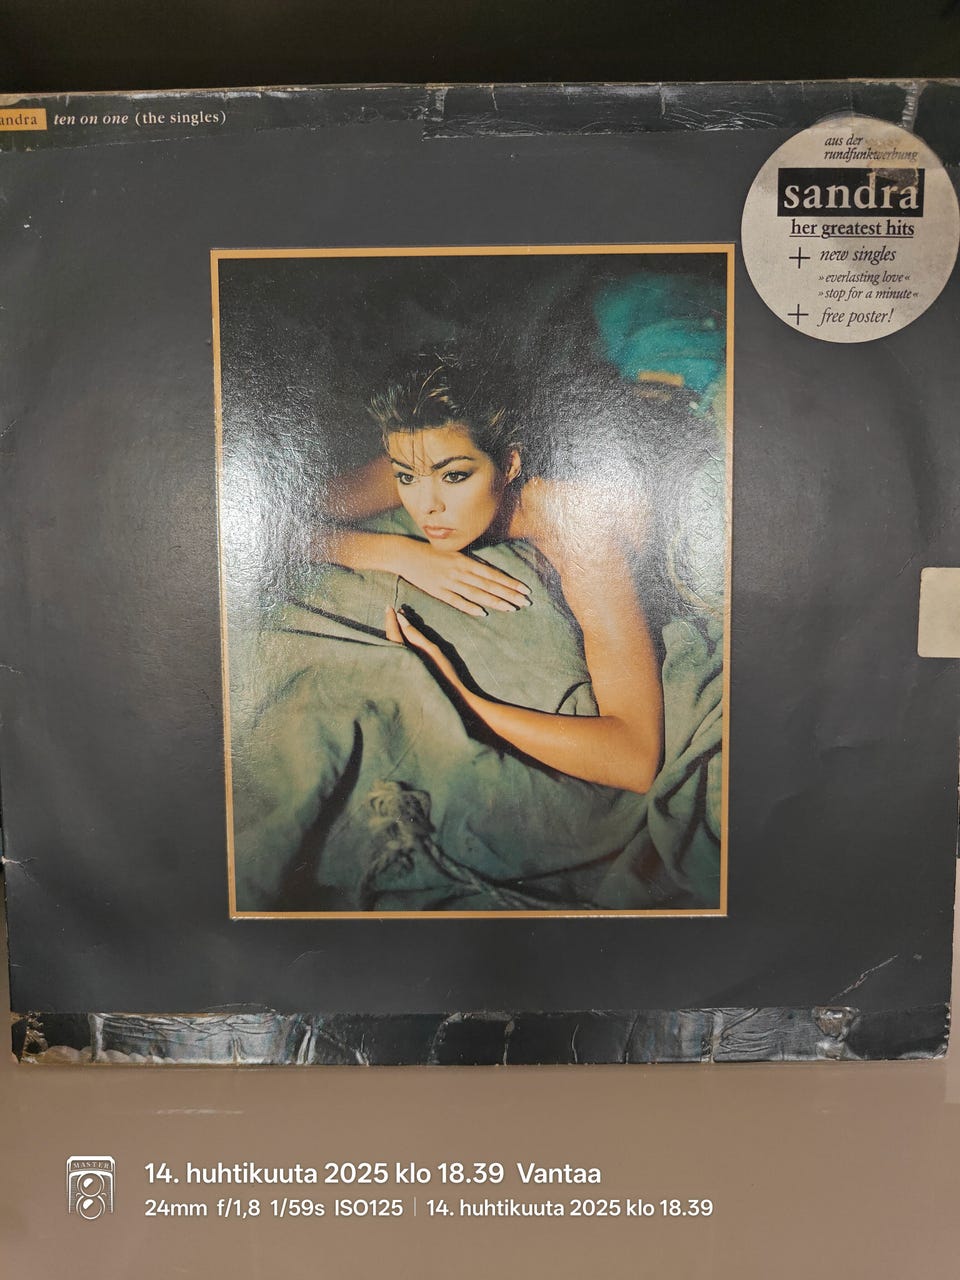 andra ten on one (the singles)
aus der
rundfunkwerbung
sandra
her greatest hits
+ new singles
»everlasting love«
»stop for a minute«
+ free poster!
MASTER
14. huhtikuuta 2025 klo 18.39 Vantaa
24mm f/1,8 1/59s ISO125 | 14. huhtikuuta 2025 klo 18.39